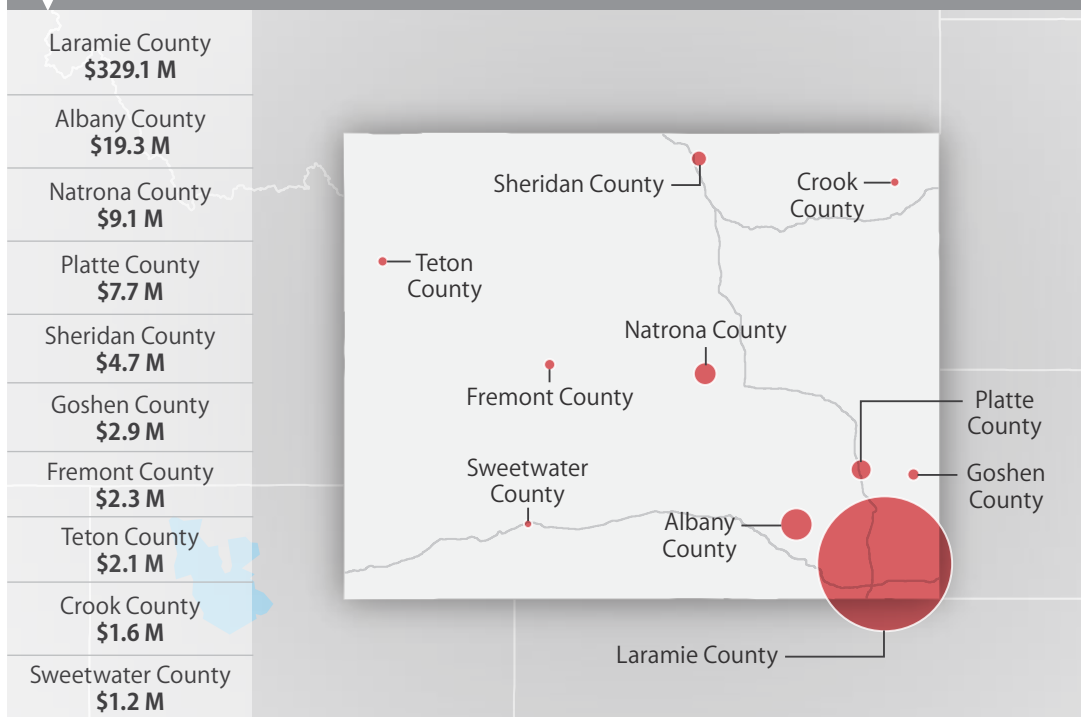 Laramie County
$329.1 M
Albany County
$19.3 M
Natrona County
$9.1 M
Platte County
$7.7 M
Sheridan County
$4.7 M
Goshen County
$2.9 M
Fremont County
$2.3 M
Teton County
$2.1 M
Crook County
$1.6 M
Sweetwater County
$1.2 M
Sheridan County
Crook
County
Teton
County
Natrona County
Fremont County
Platte
County
Sweetwater
County
Goshen
County
Albany
County
Laramie County